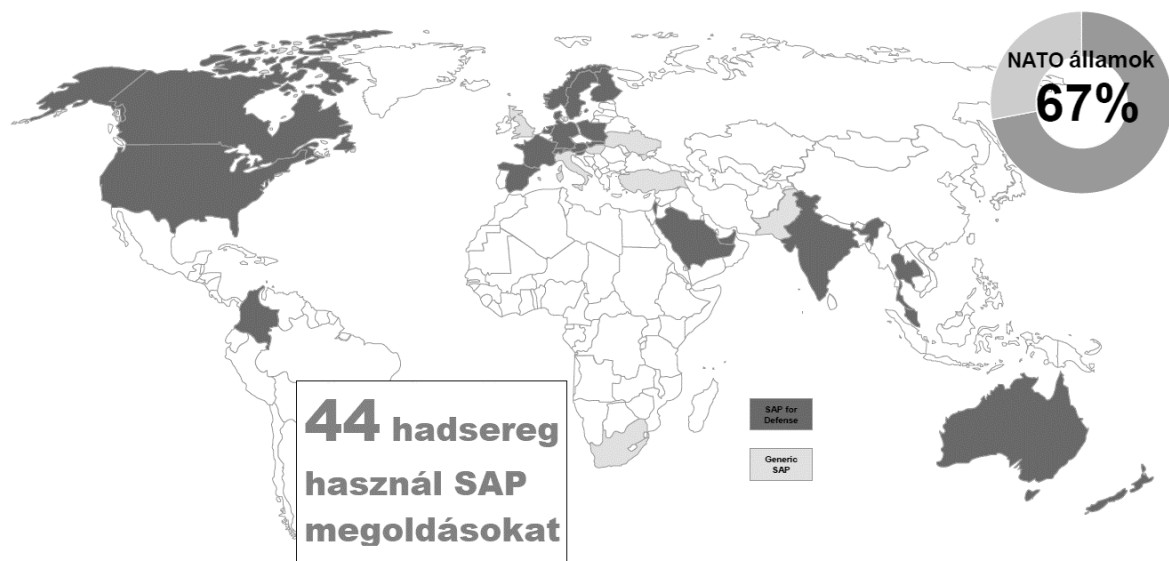 NATO államok
67%
44 hadsereg
használ SAP
megoldásokat
SAP for
Defense
Generic
SAP